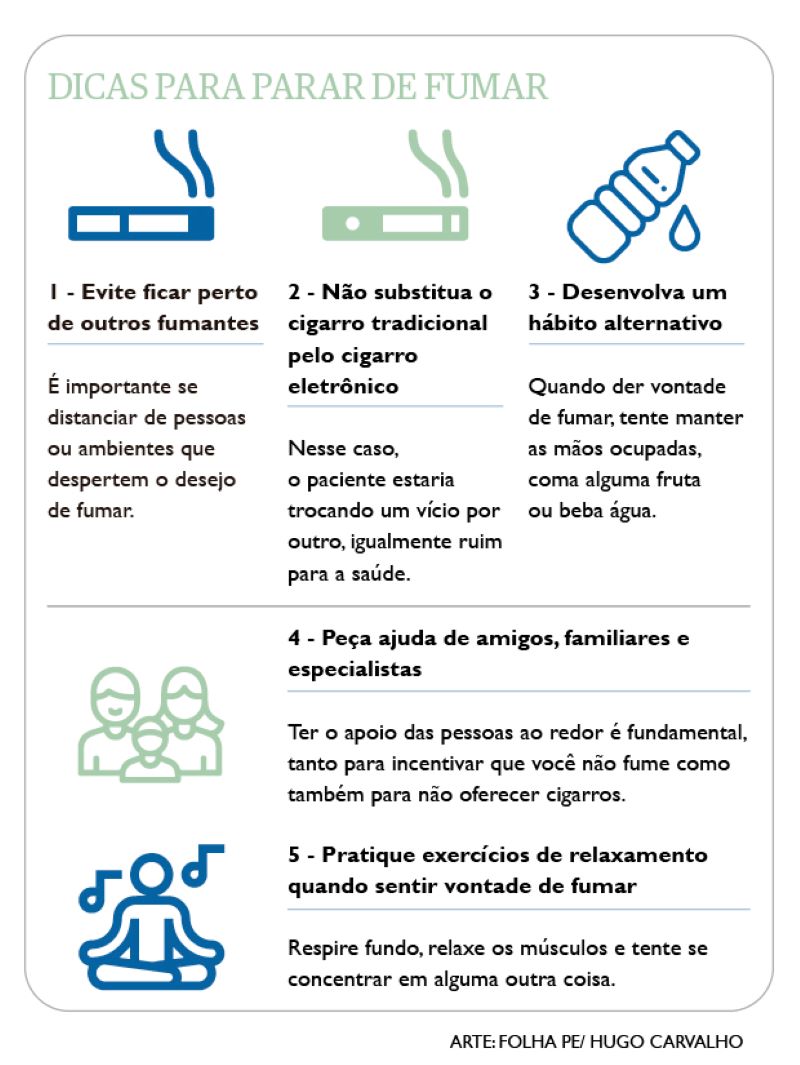 DICAS PARA PARAR DE FUMAR
1 - Evite ficar perto
de outros fumantes
É importante se
distanciar de pessoas
ou ambientes que
despertem o desejo
de fumar.
2 - Não substitua o
cigarro tradicional
pelo cigarro
eletrônico
Nesse caso,
o paciente estaria
trocando um vício por
outro, igualmente ruim
para a saúde.
3 - Desenvolva um
hábito alternativo
Quando der vontade
de fumar, tente manter
as mãos ocupadas,
coma alguma fruta
ou beba água.
4 - Peça ajuda de amigos, familiares e
especialistas
Ter o apoio das pessoas ao redor é fundamental,
tanto para incentivar que você não fume como
também para não oferecer cigarros.
5 - Pratique exercícios de relaxamento
quando sentir vontade de fumar
Respire fundo, relaxe os músculos e tente se
concentrar em alguma outra coisa.
ARTE: FOLHA PE/ HUGO CARVALHO